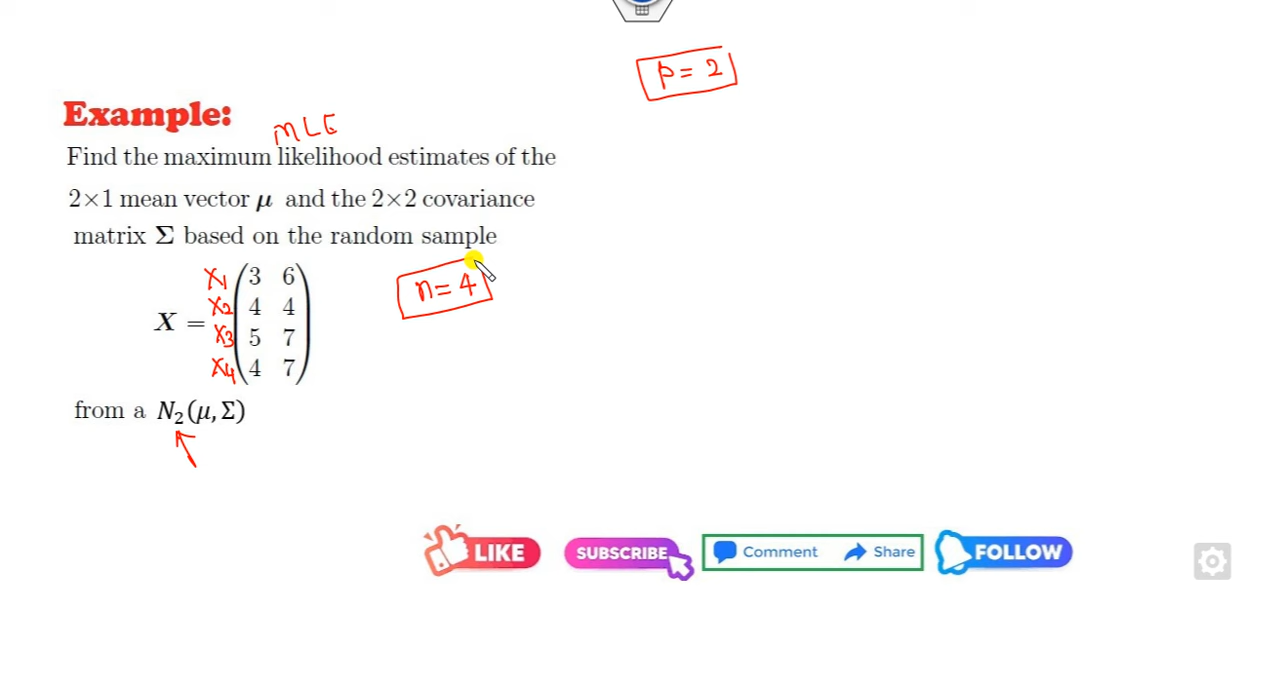 p = 2
Example:
MLE
Find the maximum likelihood estimates of the
2×1 mean vector μ and the 2×2 covariance
matrix Σ based on the random sample
X1 3 6
n = 4
X2 4 4
X =
X3 5 7
X4 4 7
from a N₂(μ, Σ)
LIKE
SUBSCRIBE
Comment
Share
FOLLOW